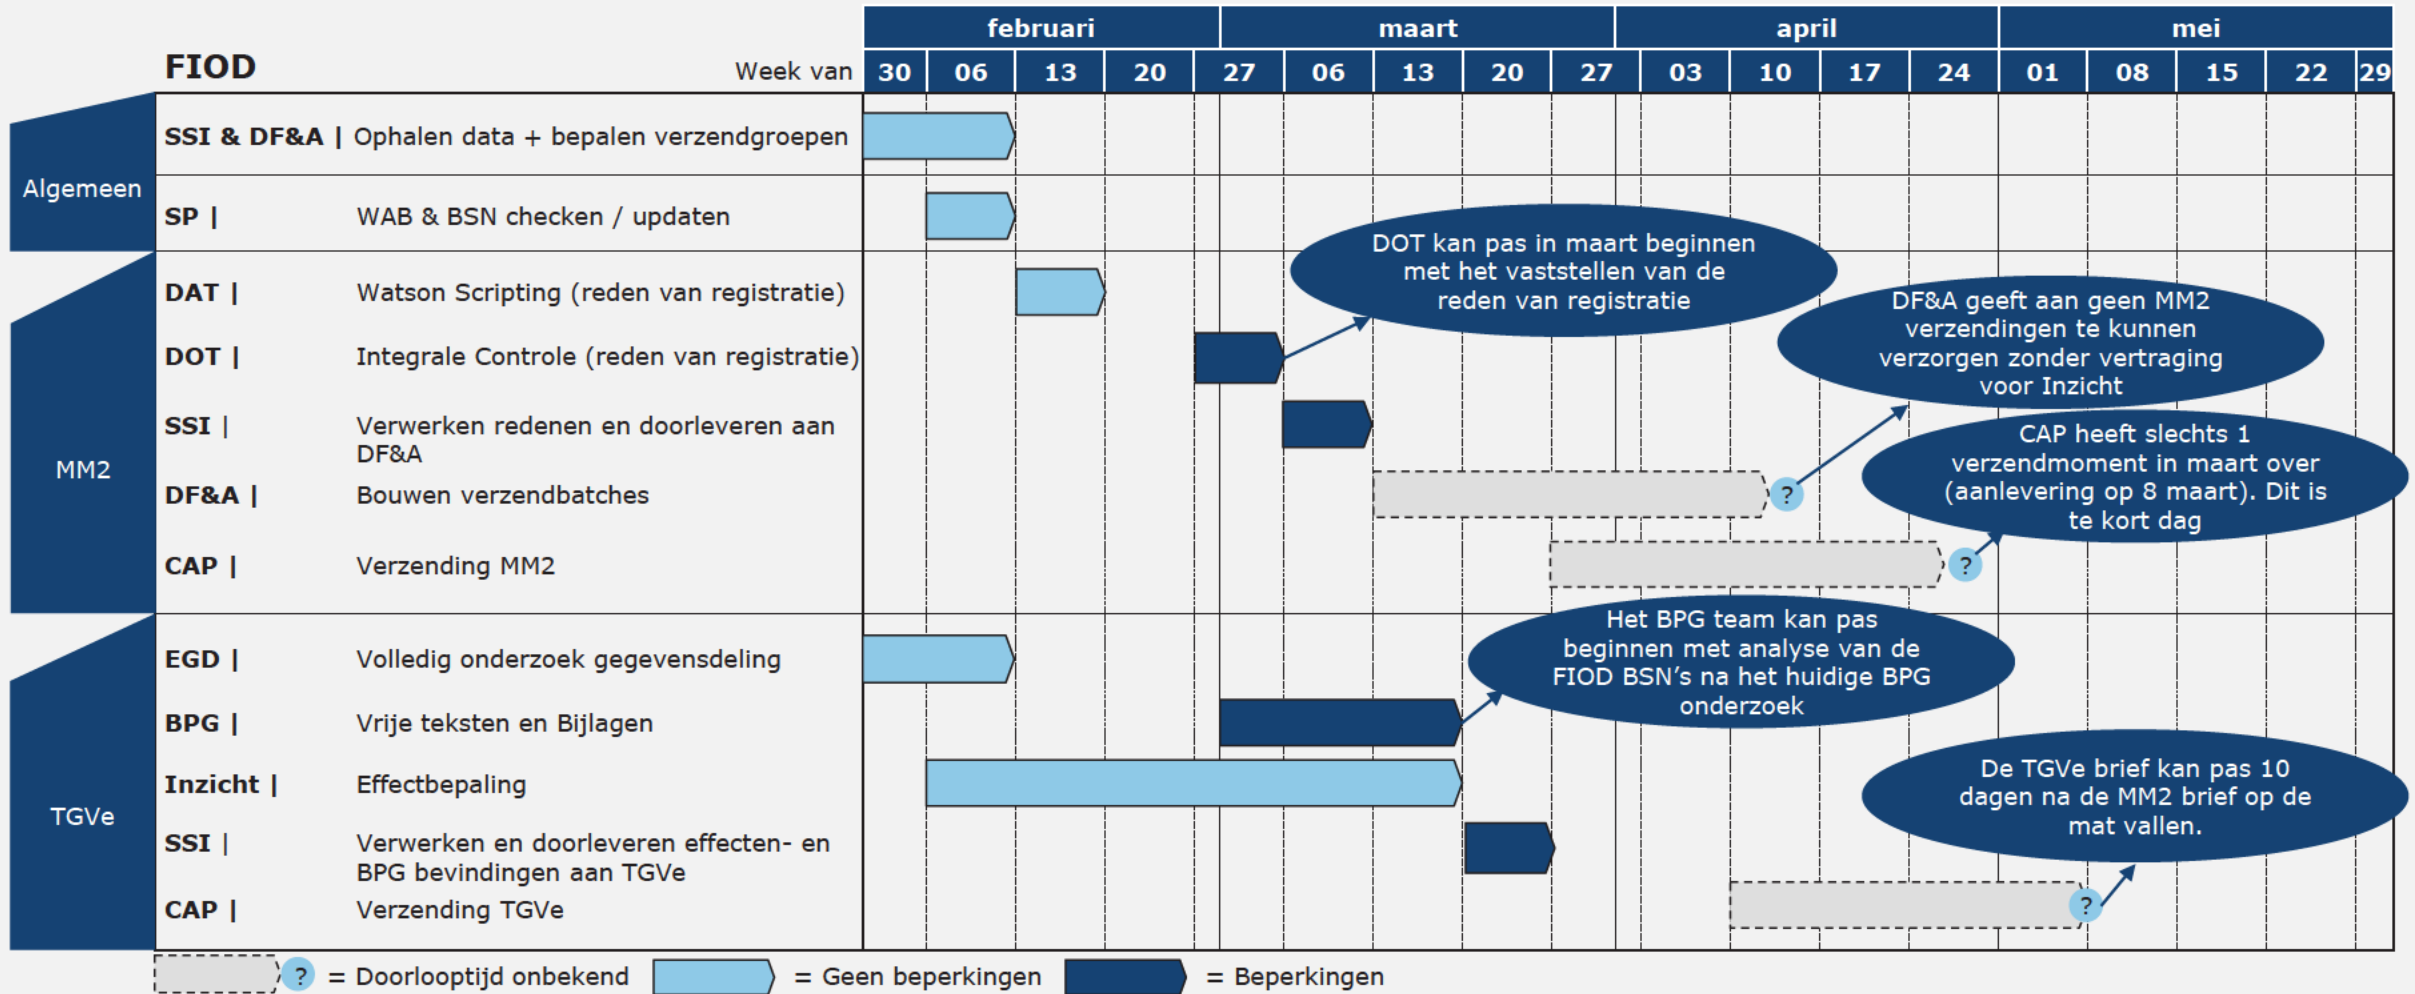 februari maart april mei
FIOD Week van 30 06 13 20 27 06 13 20 27 03 10 17 24 01 08 15 22 29
Algemeen
SSI & DF&A | Ophalen data + bepalen verzendgroepen
SP | WAB & BSN checken / updaten
MM2
DAT | Watson Scripting (reden van registratie)
DOT | Integrale Controle (reden van registratie)
SSI | Verwerken redenen en doorleveren aan
DF&A
DF&A | Bouwen verzendbatches
?
CAP | Verzending MM2
?
DOT kan pas in maart beginnen
met het vaststellen van de
reden van registratie
DF&A geeft aan geen MM2
verzendingen te kunnen
verzorgen zonder vertraging
voor Inzicht
CAP heeft slechts 1
verzendmoment in maart over
(aanlevering op 8 maart). Dit is
te kort dag
TGVe
EGD | Volledig onderzoek gegevensdeling
BPG | Vrije teksten en Bijlagen
Inzicht | Effectbepaling
SSI | Verwerken en doorleveren effecten- en
BPG bevindingen aan TGVe
CAP | Verzending TGVe
?
Het BPG team kan pas
beginnen met analyse van de
FIOD BSN’s na het huidige BPG
onderzoek
De TGVe brief kan pas 10
dagen na de MM2 brief op de
mat vallen.
? = Doorlooptijd onbekend = Geen beperkingen = Beperkingen